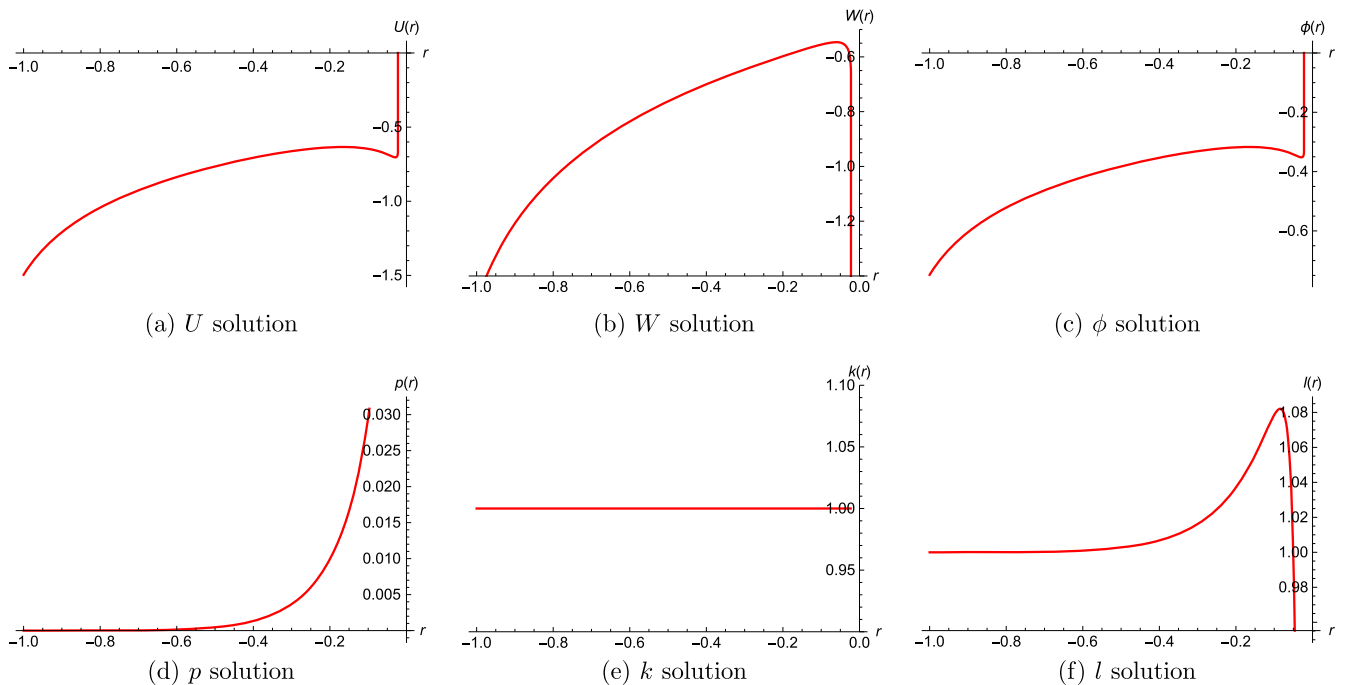 U(r)
r
−1.0 −0.8 −0.6 −0.4 −0.2
−0.5
−1.0
−1.5
(a) U solution
W(r)
−0.6
−0.8
−1.0
−1.2
r
−1.0 −0.8 −0.6 −0.4 −0.2 0.0
(b) W solution
ϕ(r)
r
−1.0 −0.8 −0.6 −0.4 −0.2
−0.2
−0.4
−0.6
(c) ϕ solution
p(r)
0.030
0.025
0.020
0.015
0.010
0.005
r
−1.0 −0.8 −0.6 −0.4 −0.2
(d) p solution
k(r)
1.10
1.05
1.00
0.95
r
−1.0 −0.8 −0.6 −0.4 −0.2
(e) k solution
l(r)
1.08
1.06
1.04
1.02
1.00
0.98
r
−1.0 −0.8 −0.6 −0.4 −0.2
(f) l solution